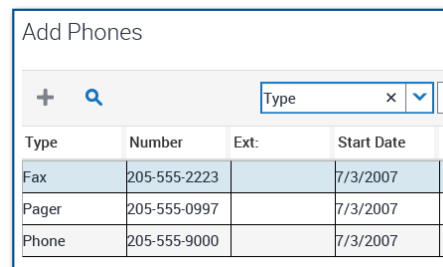 Add Phones
Type
Type Number Ext: Start Date
Fax 205-555-2223 7/3/2007
Pager 205-555-0997 7/3/2007
Phone 205-555-9000 7/3/2007